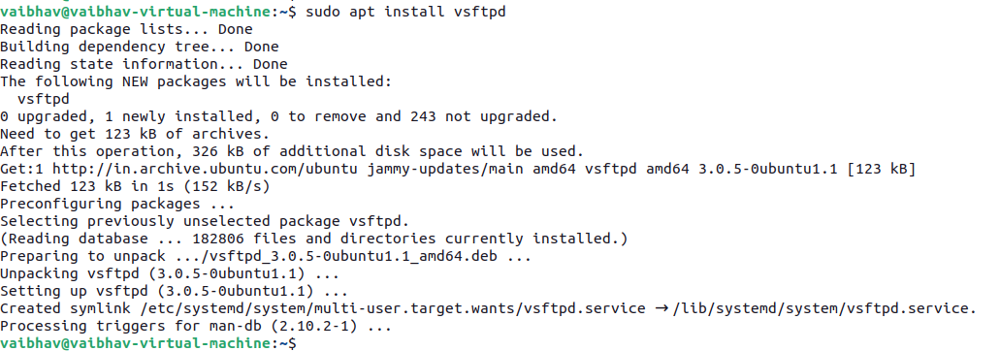 vaibhav@vaibhav-virtual-machine:~$ sudo apt install vsftpd
Reading package lists... Done
Building dependency tree... Done
Reading state information... Done
The following NEW packages will be installed:
  vsftpd
0 upgraded, 1 newly installed, 0 to remove and 243 not upgraded.
Need to get 123 kB of archives.
After this operation, 326 kB of additional disk space will be used.
Get:1 http://in.archive.ubuntu.com/ubuntu jammy-updates/main amd64 vsftpd amd64 3.0.5-0ubuntu1.1 [123 kB]
Fetched 123 kB in 1s (152 kB/s)
Preconfiguring packages ...
Selecting previously unselected package vsftpd.
(Reading database ... 182806 files and directories currently installed.)
Preparing to unpack .../vsftpd_3.0.5-0ubuntu1.1_amd64.deb ...
Unpacking vsftpd (3.0.5-0ubuntu1.1) ...
Setting up vsftpd (3.0.5-0ubuntu1.1) ...
Created symlink /etc/systemd/system/multi-user.target.wants/vsftpd.service → /lib/systemd/system/vsftpd.service.
Processing triggers for man-db (2.10.2-1) ...
vaibhav@vaibhav-virtual-machine:~$